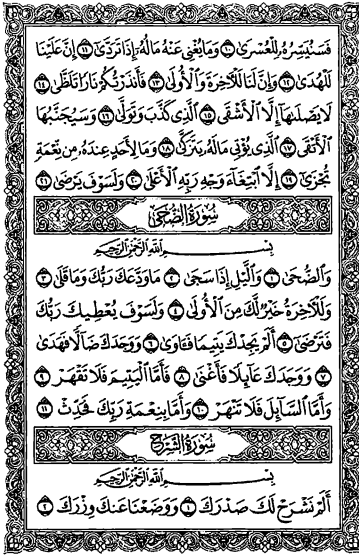 فَسَنُيَسِّرُهُۥ لِلْعُسْرَىٰ ١٠ وَمَا يُغْنِى عَنْهُ مَالُهُۥٓ إِذَا تَرَدَّىٰٓ ١١ إِنَّ عَلَيْنَا
لَلْهُدَىٰ ١٢ وَإِنَّ لَنَا لَلْءَاخِرَةَ وَٱلْأُولَىٰ ١٣ فَأَنذَرْتُكُمْ نَارًا تَلَظَّىٰ ١٤
لَا يَصْلَىٰهَآ إِلَّا ٱلْأَشْقَى ١٥ ٱلَّذِى كَذَّبَ وَتَوَلَّىٰ ١٦ وَسَيُجَنَّبُهَا
ٱلْأَتْقَى ١٧ ٱلَّذِى يُؤْتِى مَالَهُۥ يَتَزَكَّىٰ ١٨ وَمَا لِأَحَدٍ عِندَهُۥ مِن نِّعْمَةٍ
تُجْزَىٰٓ ١٩ إِلَّا ٱبْتِغَآءَ وَجْهِ رَبِّهِ ٱلْأَعْلَىٰ ٢٠ وَلَسَوْفَ يَرْضَىٰ ٢١
سُورَةُ الضُّحَىٰ
بِسْمِ ٱللَّهِ ٱلرَّحْمَٰنِ ٱلرَّحِيمِ
وَٱلضُّحَىٰ ١ وَٱلَّيْلِ إِذَا سَجَىٰ ٢ مَا وَدَّعَكَ رَبُّكَ وَمَا قَلَىٰ ٣
وَلَلْءَاخِرَةُ خَيْرٌ لَّكَ مِنَ ٱلْأُولَىٰ ٤ وَلَسَوْفَ يُعْطِيكَ رَبُّكَ
فَتَرْضَىٰٓ ٥ أَلَمْ يَجِدْكَ يَتِيمًا فَـَٔاوَىٰ ٦ وَوَجَدَكَ ضَآلًّا فَهَدَىٰ
٧ وَوَجَدَكَ عَآئِلًا فَأَغْنَىٰ ٨ فَأَمَّا ٱلْيَتِيمَ فَلَا تَقْهَرْ ٩
وَأَمَّا ٱلسَّآئِلَ فَلَا تَنْهَرْ ١٠ وَأَمَّا بِنِعْمَةِ رَبِّكَ فَحَدِّثْ ١١
سُورَةُ الشَّرْحِ
بِسْمِ ٱللَّهِ ٱلرَّحْمَٰنِ ٱلرَّحِيمِ
أَلَمْ نَشْرَحْ لَكَ صَدْرَكَ ١ وَوَضَعْنَا عَنكَ وِزْرَكَ ٢